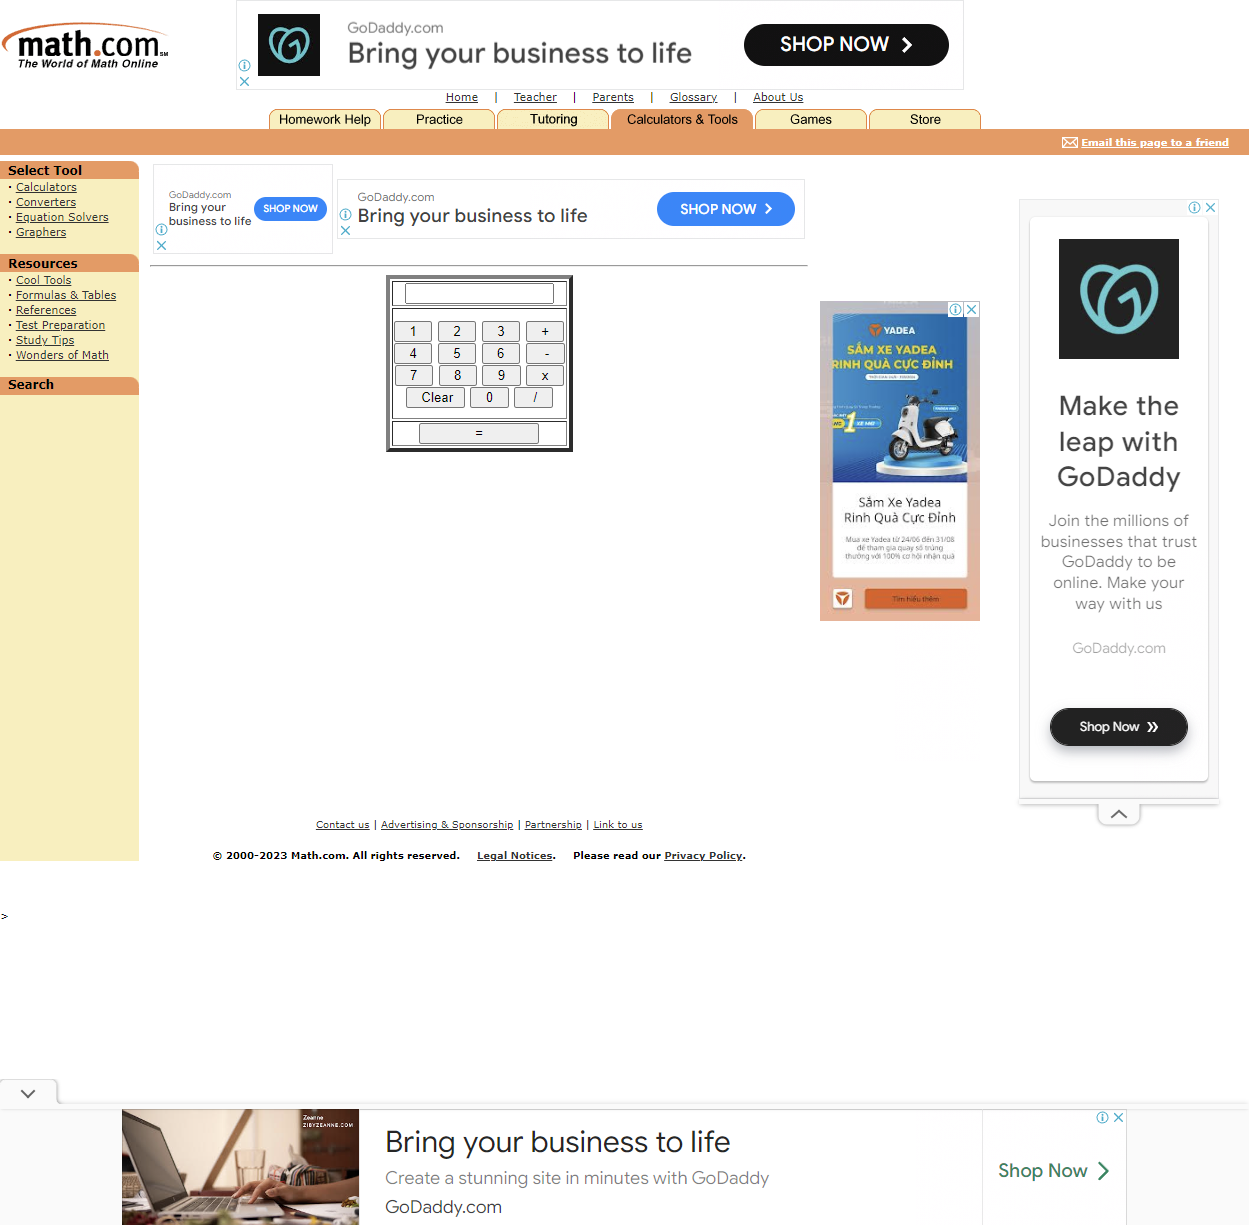 math.com
The World of Math Online
GoDaddy.com
Bring your business to life
SHOP NOW
Home | Teacher | Parents | Glossary | About Us
Homework Help Practice Tutoring Calculators & Tools Games Store
Email this page to a friend
Select Tool
· Calculators
· Converters
· Equation Solvers
· Graphers
Resources
· Cool Tools
· Formulas & Tables
· References
· Test Preparation
· Study Tips
· Wonders of Math
Search
GoDaddy.com
Bring your
business to life
SHOP NOW
GoDaddy.com
Bring your business to life
SHOP NOW
1 2 3 +
4 5 6 -
7 8 9 x
Clear 0 /
=
YADEA
SẮM XE YADEA
RINH QUÀ CỰC ĐỈNH
Sắm Xe Yadea
Rinh Quà Cực Đỉnh
Mua xe Yadea từ 24/06 đến 31/08
để tham gia quay số trúng
thưởng với 100% cơ hội nhận quà
Tìm hiểu thêm
Make the
leap with
GoDaddy
Join the millions of
businesses that trust
GoDaddy to be
online. Make your
way with us
GoDaddy.com
Shop Now
Contact us | Advertising & Sponsorship | Partnership | Link to us
© 2000-2023 Math.com. All rights reserved. Legal Notices. Please read our Privacy Policy.
>
Zeanne
ZIBYZEANNE.COM
Bring your business to life
Create a stunning site in minutes with GoDaddy
GoDaddy.com
Shop Now